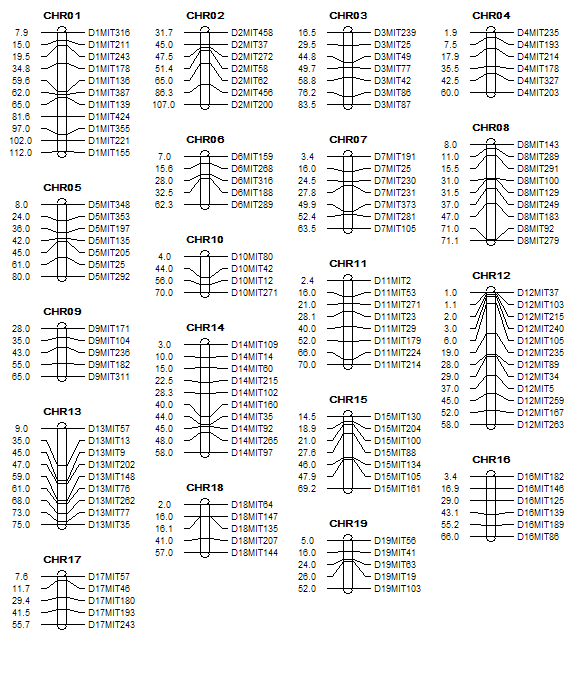 CHR01
7.9 D1MIT316
15.0 D1MIT211
19.5 D1MIT243
34.8 D1MIT178
59.6 D1MIT136
62.0 D1MIT387
65.0 D1MIT139
81.6 D1MIT424
97.0 D1MIT355
102.0 D1MIT221
112.0 D1MIT155
CHR02
31.7 D2MIT458
45.0 D2MIT37
47.5 D2MIT272
51.4 D2MIT58
65.0 D2MIT62
86.3 D2MIT456
107.0 D2MIT200
CHR03
16.5 D3MIT239
29.5 D3MIT25
44.8 D3MIT49
49.7 D3MIT77
58.8 D3MIT42
76.2 D3MIT86
83.5 D3MIT87
CHR04
1.9 D4MIT235
7.5 D4MIT193
17.9 D4MIT214
35.5 D4MIT178
42.5 D4MIT327
60.0 D4MIT203
CHR05
8.0 D5MIT348
24.0 D5MIT353
36.0 D5MIT197
42.0 D5MIT135
45.0 D5MIT205
61.0 D5MIT25
80.0 D5MIT292
CHR06
7.0 D6MIT159
15.6 D6MIT268
28.0 D6MIT316
32.5 D6MIT188
62.3 D6MIT289
CHR07
3.4 D7MIT191
16.0 D7MIT25
24.5 D7MIT230
27.8 D7MIT231
49.9 D7MIT373
52.4 D7MIT281
63.5 D7MIT105
CHR08
8.0 D8MIT143
11.0 D8MIT289
15.5 D8MIT291
31.0 D8MIT100
31.5 D8MIT129
37.0 D8MIT249
47.0 D8MIT183
71.0 D8MIT92
71.1 D8MIT279
CHR09
28.0 D9MIT171
35.0 D9MIT104
43.0 D9MIT236
55.0 D9MIT182
65.0 D9MIT311
CHR10
4.0 D10MIT80
44.0 D10MIT42
56.0 D10MIT12
70.0 D10MIT271
CHR11
2.4 D11MIT2
16.0 D11MIT53
21.0 D11MIT271
28.1 D11MIT23
40.0 D11MIT29
52.0 D11MIT179
66.0 D11MIT224
70.0 D11MIT214
CHR12
1.0 D12MIT37
1.1 D12MIT103
2.0 D12MIT215
3.0 D12MIT240
6.0 D12MIT105
19.0 D12MIT235
28.0 D12MIT89
29.0 D12MIT34
37.0 D12MIT5
45.0 D12MIT259
52.0 D12MIT167
58.0 D12MIT263
CHR13
9.0 D13MIT57
35.0 D13MIT13
45.0 D13MIT9
47.0 D13MIT202
59.0 D13MIT148
61.0 D13MIT76
68.0 D13MIT262
73.0 D13MIT77
75.0 D13MIT35
CHR14
3.0 D14MIT109
10.0 D14MIT14
15.0 D14MIT60
22.5 D14MIT215
28.3 D14MIT102
40.0 D14MIT160
44.0 D14MIT35
45.0 D14MIT92
48.0 D14MIT265
58.0 D14MIT97
CHR15
14.5 D15MIT130
18.9 D15MIT204
21.0 D15MIT100
27.6 D15MIT88
46.0 D15MIT134
47.9 D15MIT105
69.2 D15MIT161
CHR16
3.4 D16MIT182
16.9 D16MIT146
29.0 D16MIT125
43.1 D16MIT139
55.2 D16MIT189
66.0 D16MIT86
CHR17
7.6 D17MIT57
11.7 D17MIT46
29.4 D17MIT180
41.5 D17MIT193
55.7 D17MIT243
CHR18
2.0 D18MIT64
16.0 D18MIT147
16.1 D18MIT135
41.0 D18MIT207
57.0 D18MIT144
CHR19
5.0 D19MIT56
16.0 D19MIT41
24.0 D19MIT63
26.0 D19MIT19
52.0 D19MIT103